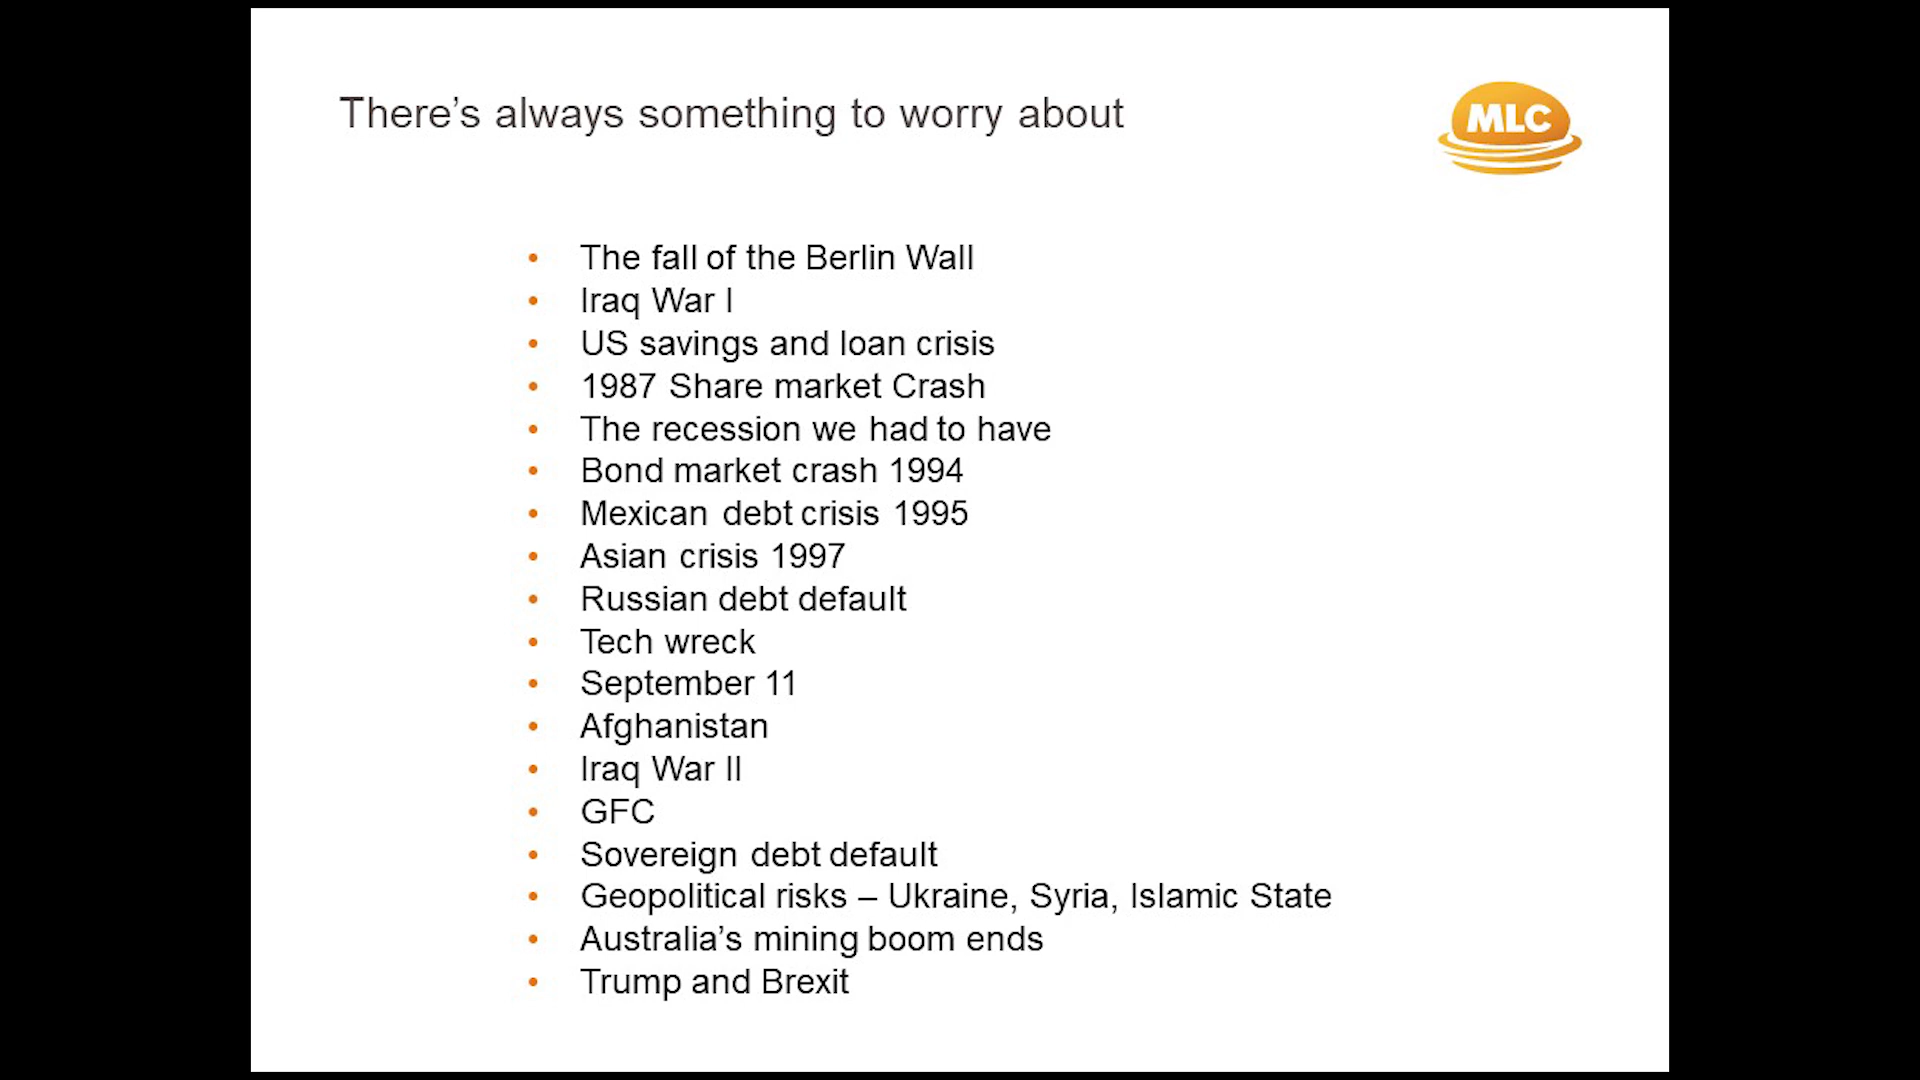 There’s always something to worry about
MLC
• The fall of the Berlin Wall
• Iraq War I
• US savings and loan crisis
• 1987 Share market Crash
• The recession we had to have
• Bond market crash 1994
• Mexican debt crisis 1995
• Asian crisis 1997
• Russian debt default
• Tech wreck
• September 11
• Afghanistan
• Iraq War II
• GFC
• Sovereign debt default
• Geopolitical risks – Ukraine, Syria, Islamic State
• Australia’s mining boom ends
• Trump and Brexit